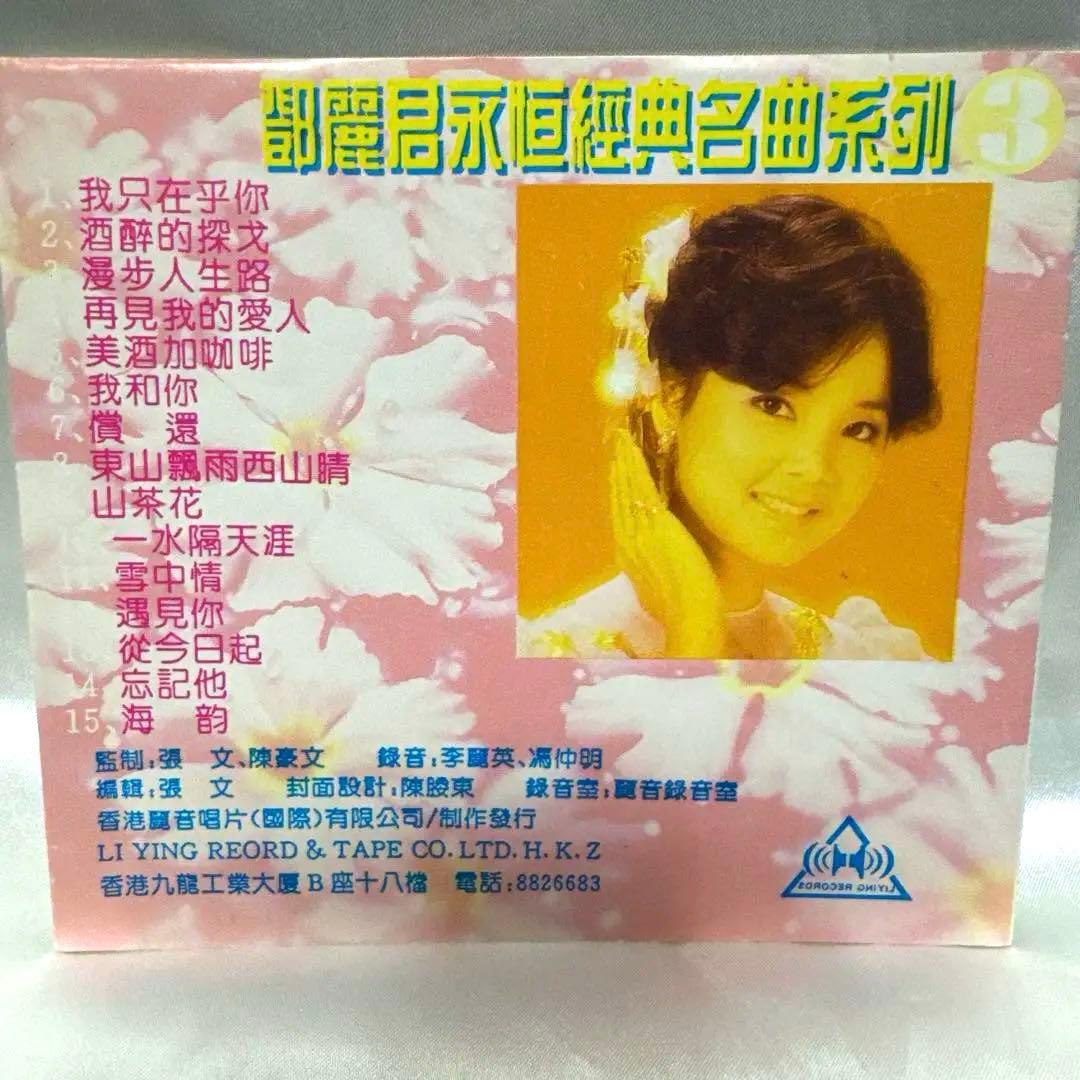 鄧麗君永恒經典名曲系列 3
1、我只在乎你
2、酒醉的探戈
3、漫步人生路
再見我的愛人
5、美酒加咖啡
6、我和你
7、償 還
東山飄雨西山晴
山茶花
一水隔天涯
雪中情
遇見你
從今日起
14、忘記他
15、海 韵
監制:張 文、陳豪文 錄音:李麗英、馮仲明
編輯:張 文 封面設計:陳 東 錄音室:麗音錄音室
香港麗音唱片(國際)有限公司/制作發行
LI YING REORD & TAPE CO. LTD. H. K. Z
香港九龍工業大廈 B 座十八檔 電話:8826683
LIYING RECORDS